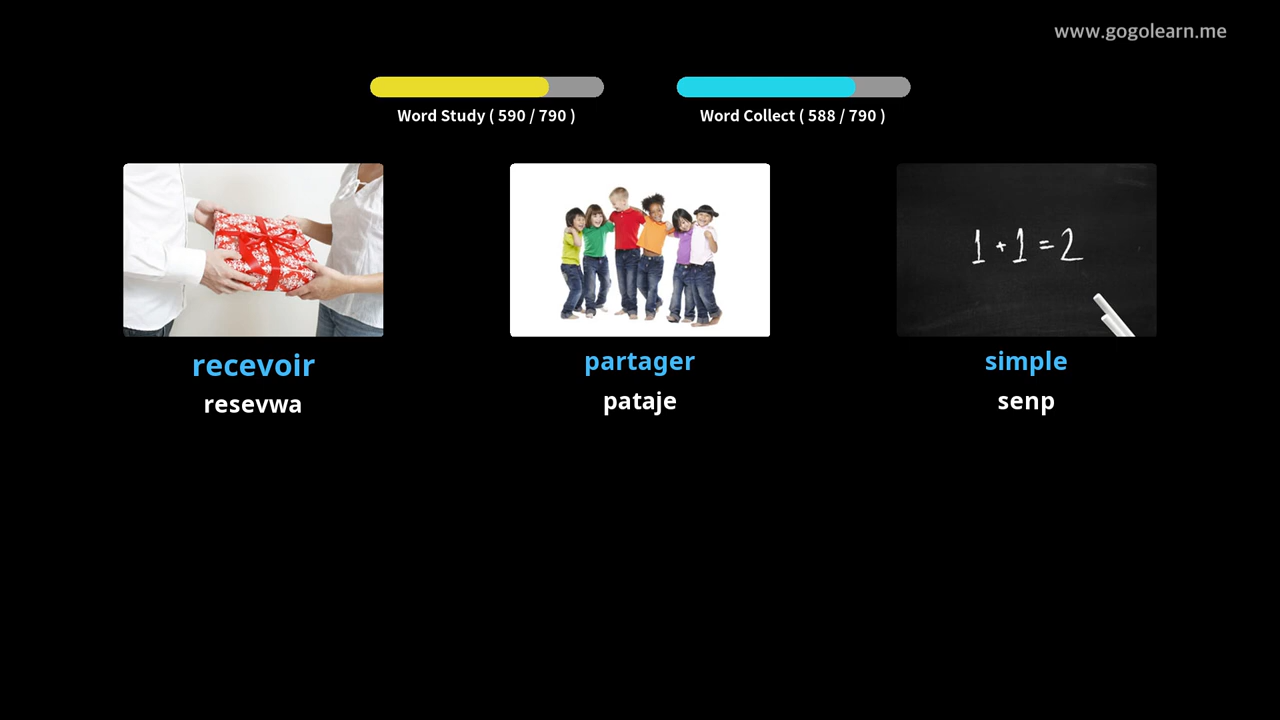 www.gogolearn.me
Word Study ( 590 / 790 )
Word Collect ( 588 / 790 )
1 + 1 = 2
recevoir
resevwa
partager
pataje
simple
senp